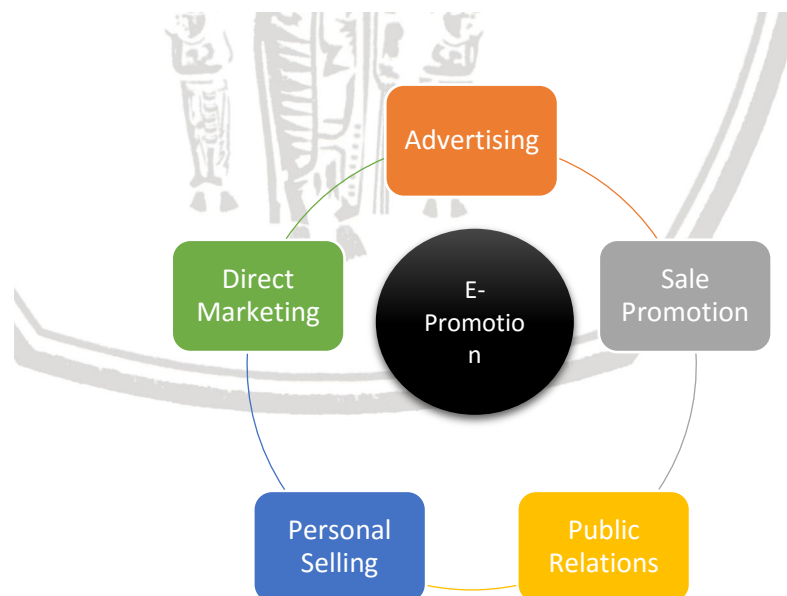 Advertising
Direct
Marketing
E-
Promotio
n
Sale
Promotion
Personal
Selling
Public
Relations